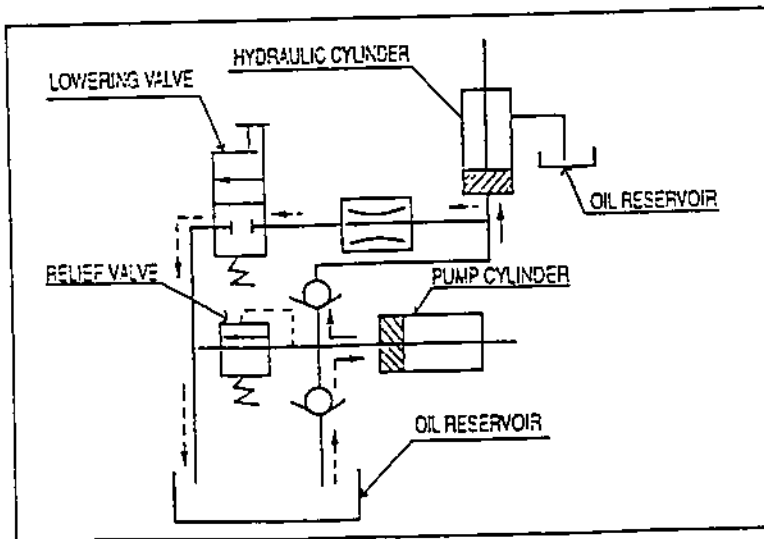 HYDRAULIC CYLINDER
LOWERING VALVE
OIL RESERVOIR
RELIEF VALVE
PUMP CYLINDER
OIL RESERVOIR